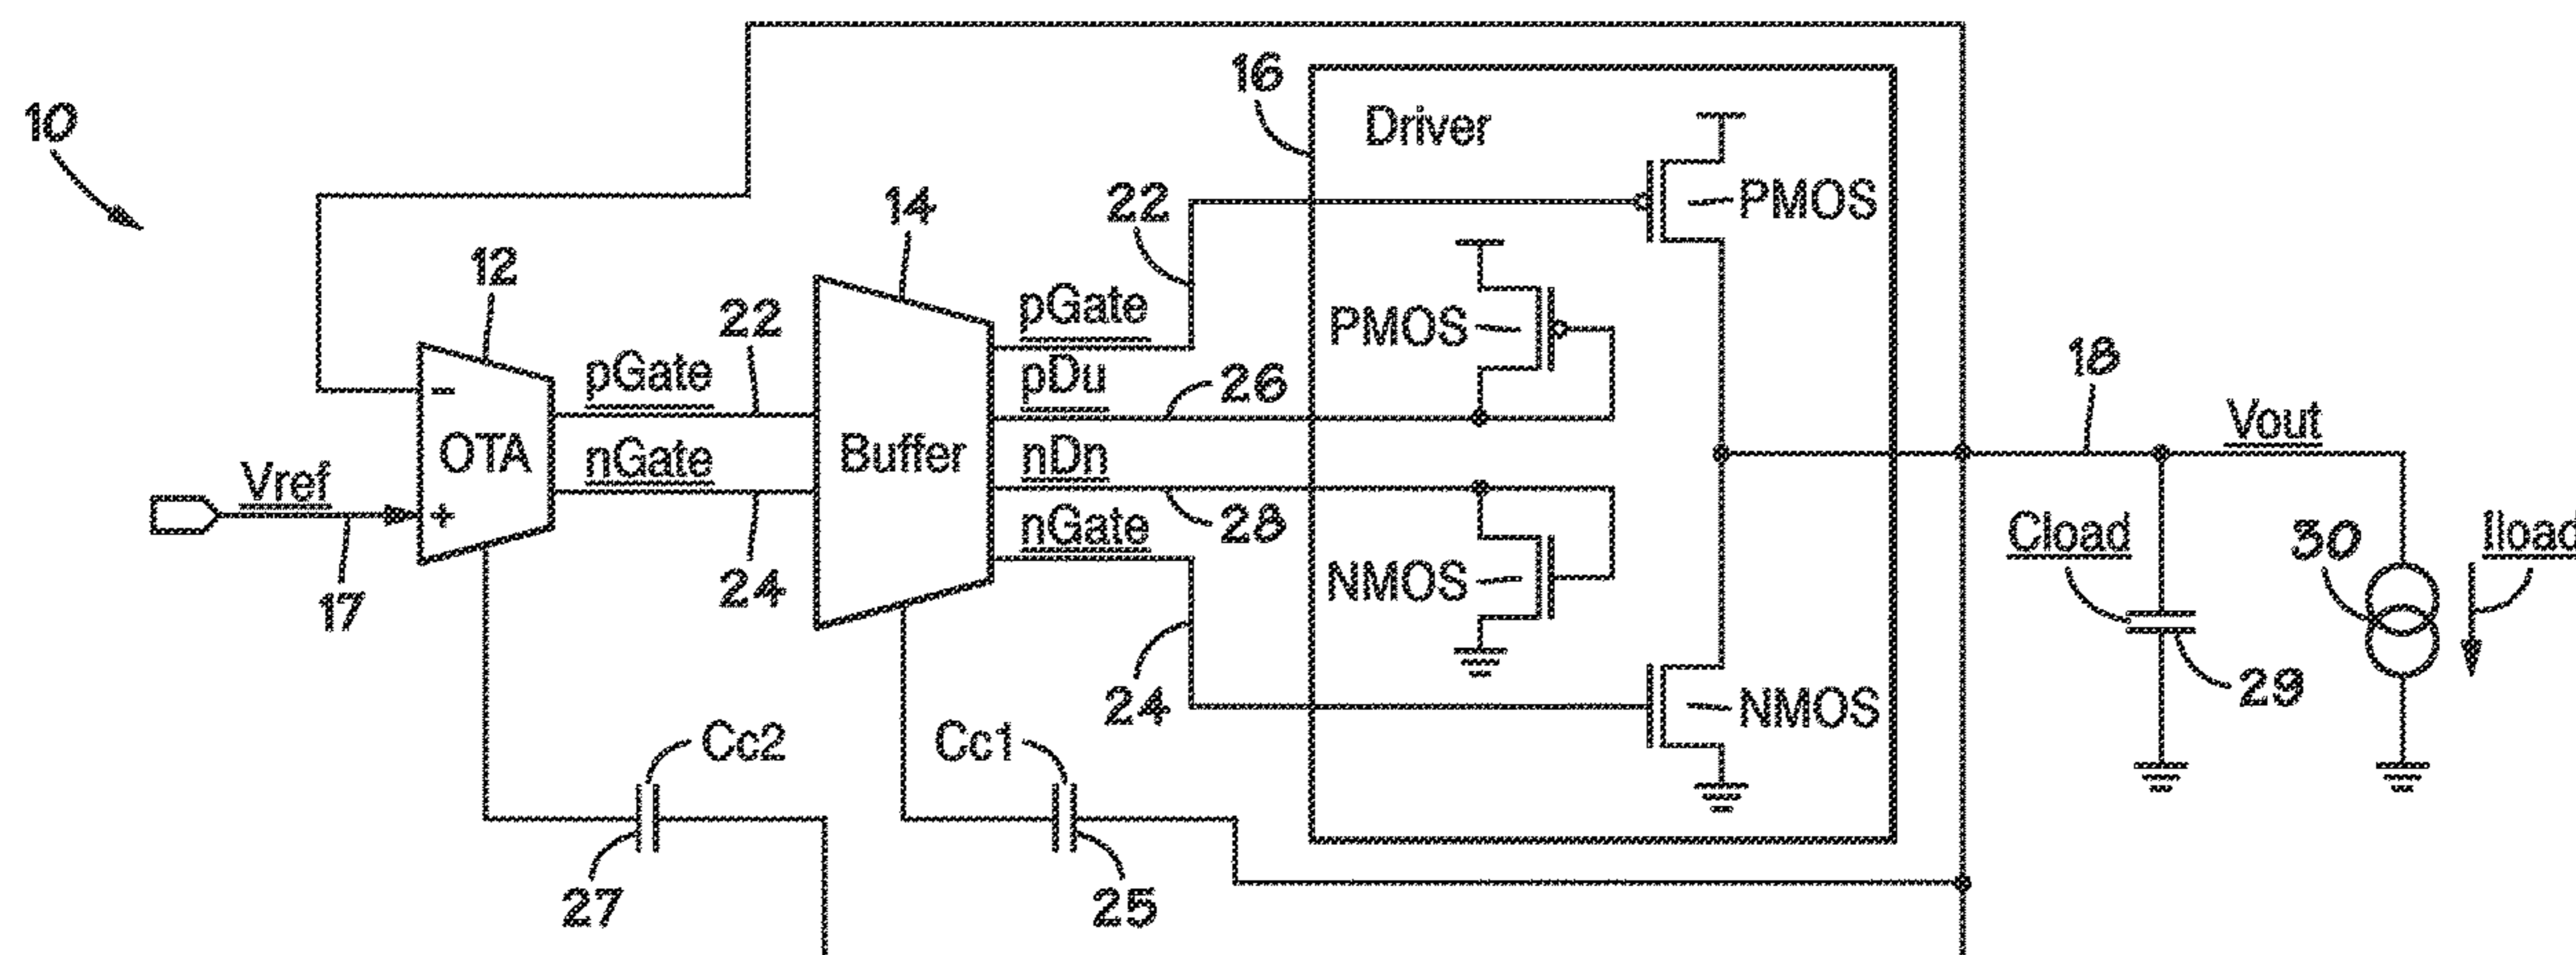 10
16
Driver
22
PMOS
14
12
22
pGate
PMOS
pGate
pDu
26
18
OTA
nGate
Buffer
nDn
Vout
Vref
-
+
17
24
nGate
28
NMOS
Cload
30
Iload
24
NMOS
29
Cc2
Cc1
27
25